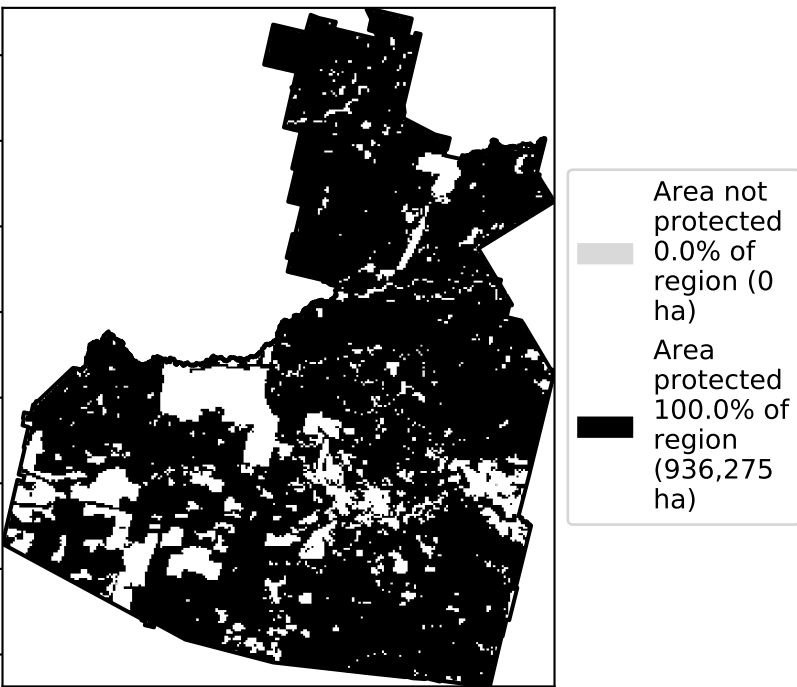 Area not
protected
0.0% of
region (0
ha)
Area
protected
100.0% of
region
(936,275
ha)